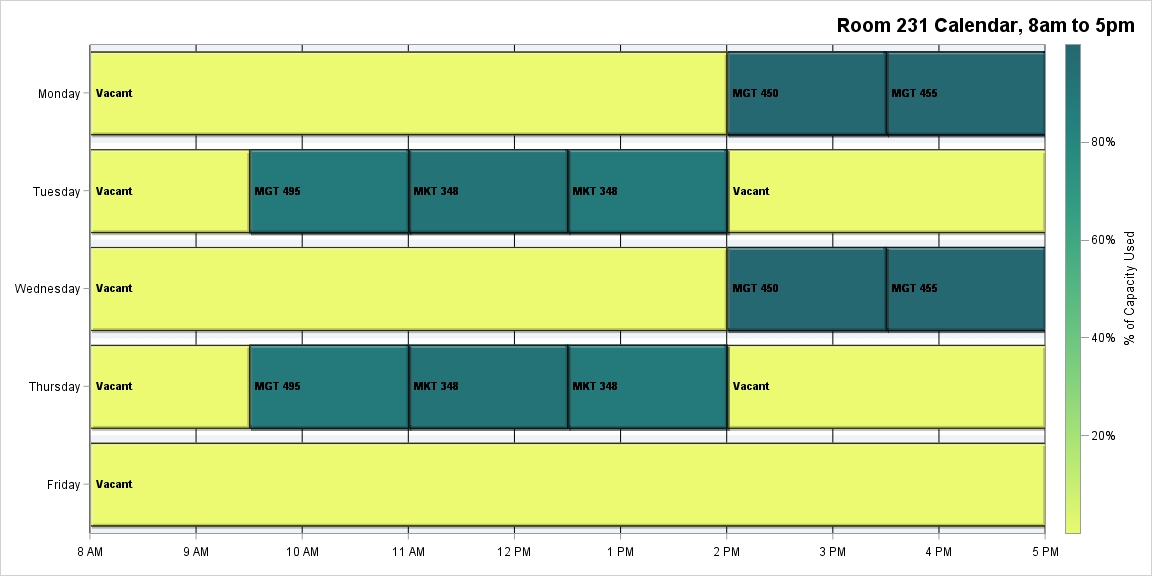 Room 231 Calendar, 8am to 5pm
Monday
Vacant
MGT 450
MGT 455
Tuesday
Vacant
MGT 495
MKT 348
MKT 348
Vacant
Wednesday
Vacant
MGT 450
MGT 455
Thursday
Vacant
MGT 495
MKT 348
MKT 348
Vacant
Friday
Vacant
8 AM
9 AM
10 AM
11 AM
12 PM
1 PM
2 PM
3 PM
4 PM
5 PM
80%
60%
40%
20%
% of Capacity Used